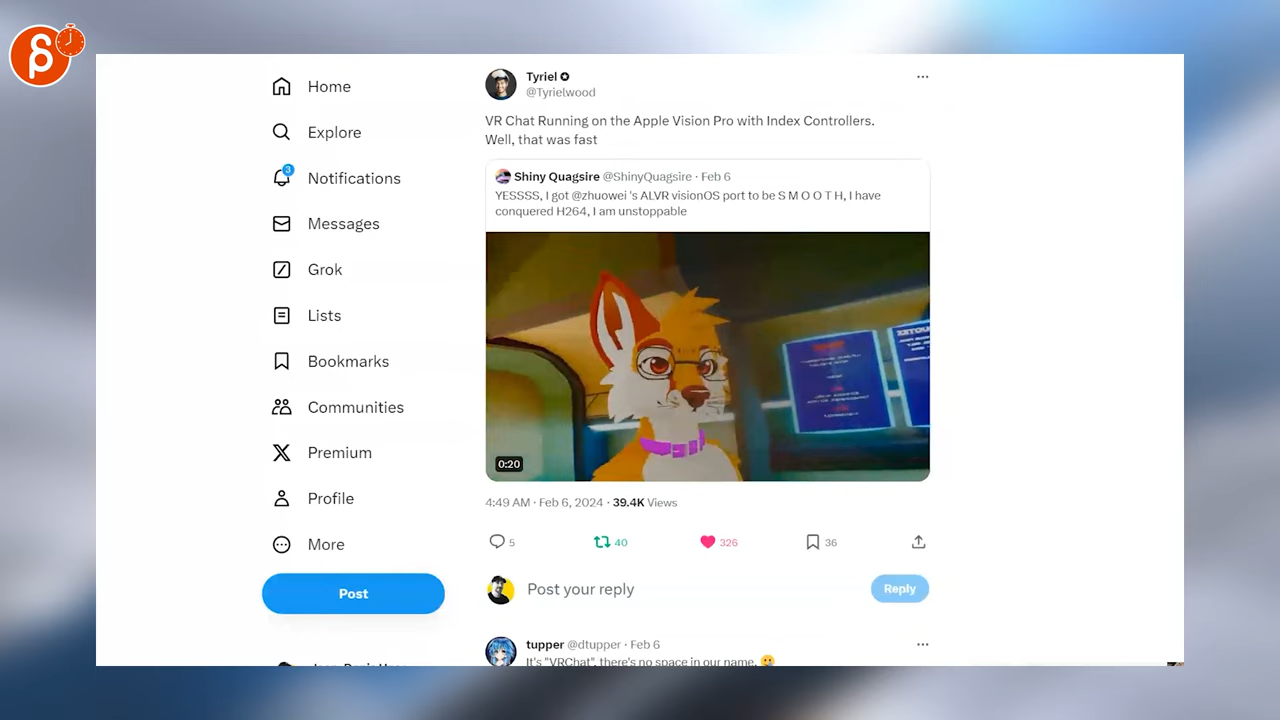 Home
Explore
3
Notifications
Messages
Grok
Lists
Bookmarks
Communities
Premium
Profile
More
Post
Tyriel
@Tyrielwood
VR Chat Running on the Apple Vision Pro with Index Controllers.
Well, that was fast
Shiny Quagsire @ShinyQuagsire · Feb 6
YESSSS, I got @zhuowei 's ALVR visionOS port to be S M O O T H, I have
conquered H264, I am unstoppable
0:20
4:49 AM · Feb 6, 2024 · 39.4K Views
5 40 326 36
Post your reply
Reply
tupper @dtupper · Feb 6
It's "VRChat", there's no space in our name.